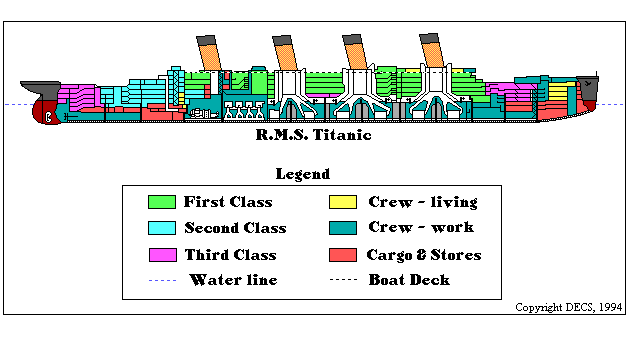 R.M.S. Titanic
Legend
First Class
Crew - living
Second Class
Crew - work
Third Class
Cargo & Stores
Water line
Boat Deck
Copyright DECS, 1994